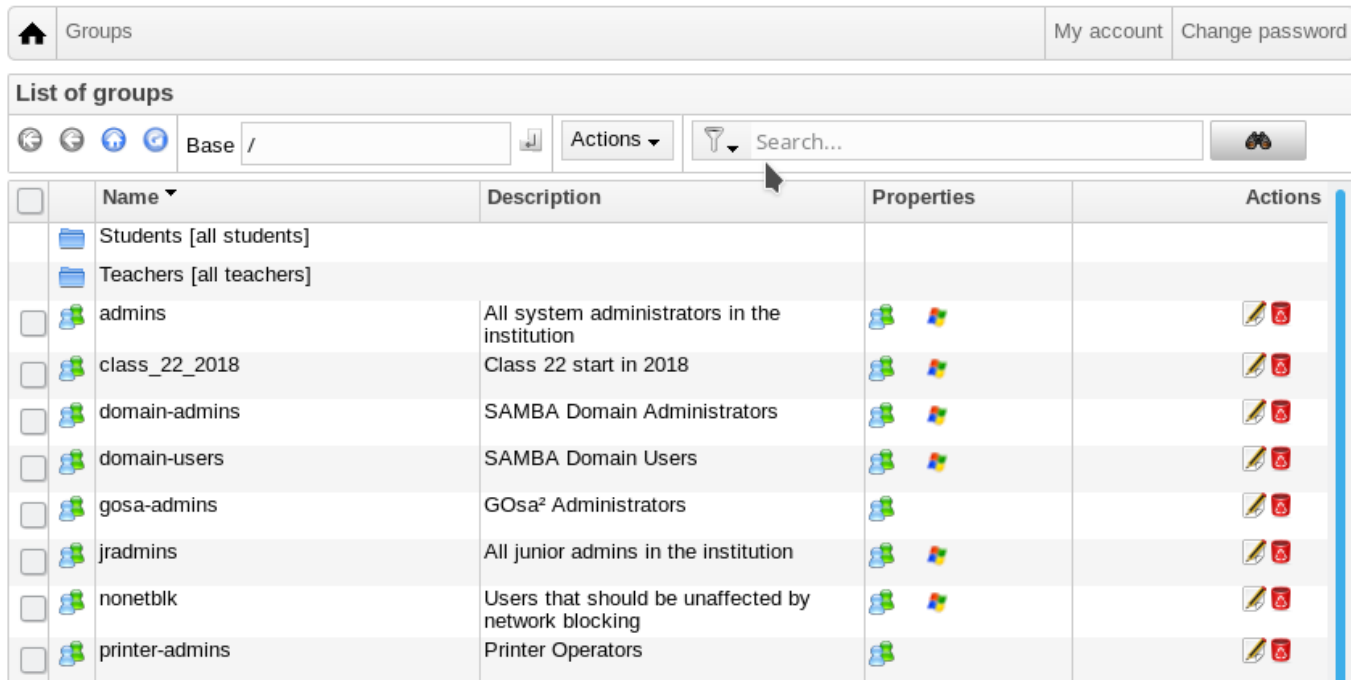 Groups My account Change password
List of groups
Base / Actions Search...
Name Description Properties Actions
Students [all students]
Teachers [all teachers]
admins All system administrators in the
institution
class_22_2018 Class 22 start in 2018
domain-admins SAMBA Domain Administrators
domain-users SAMBA Domain Users
gosa-admins GOsa² Administrators
jradmins All junior admins in the institution
nonetblk Users that should be unaffected by
network blocking
printer-admins Printer Operators